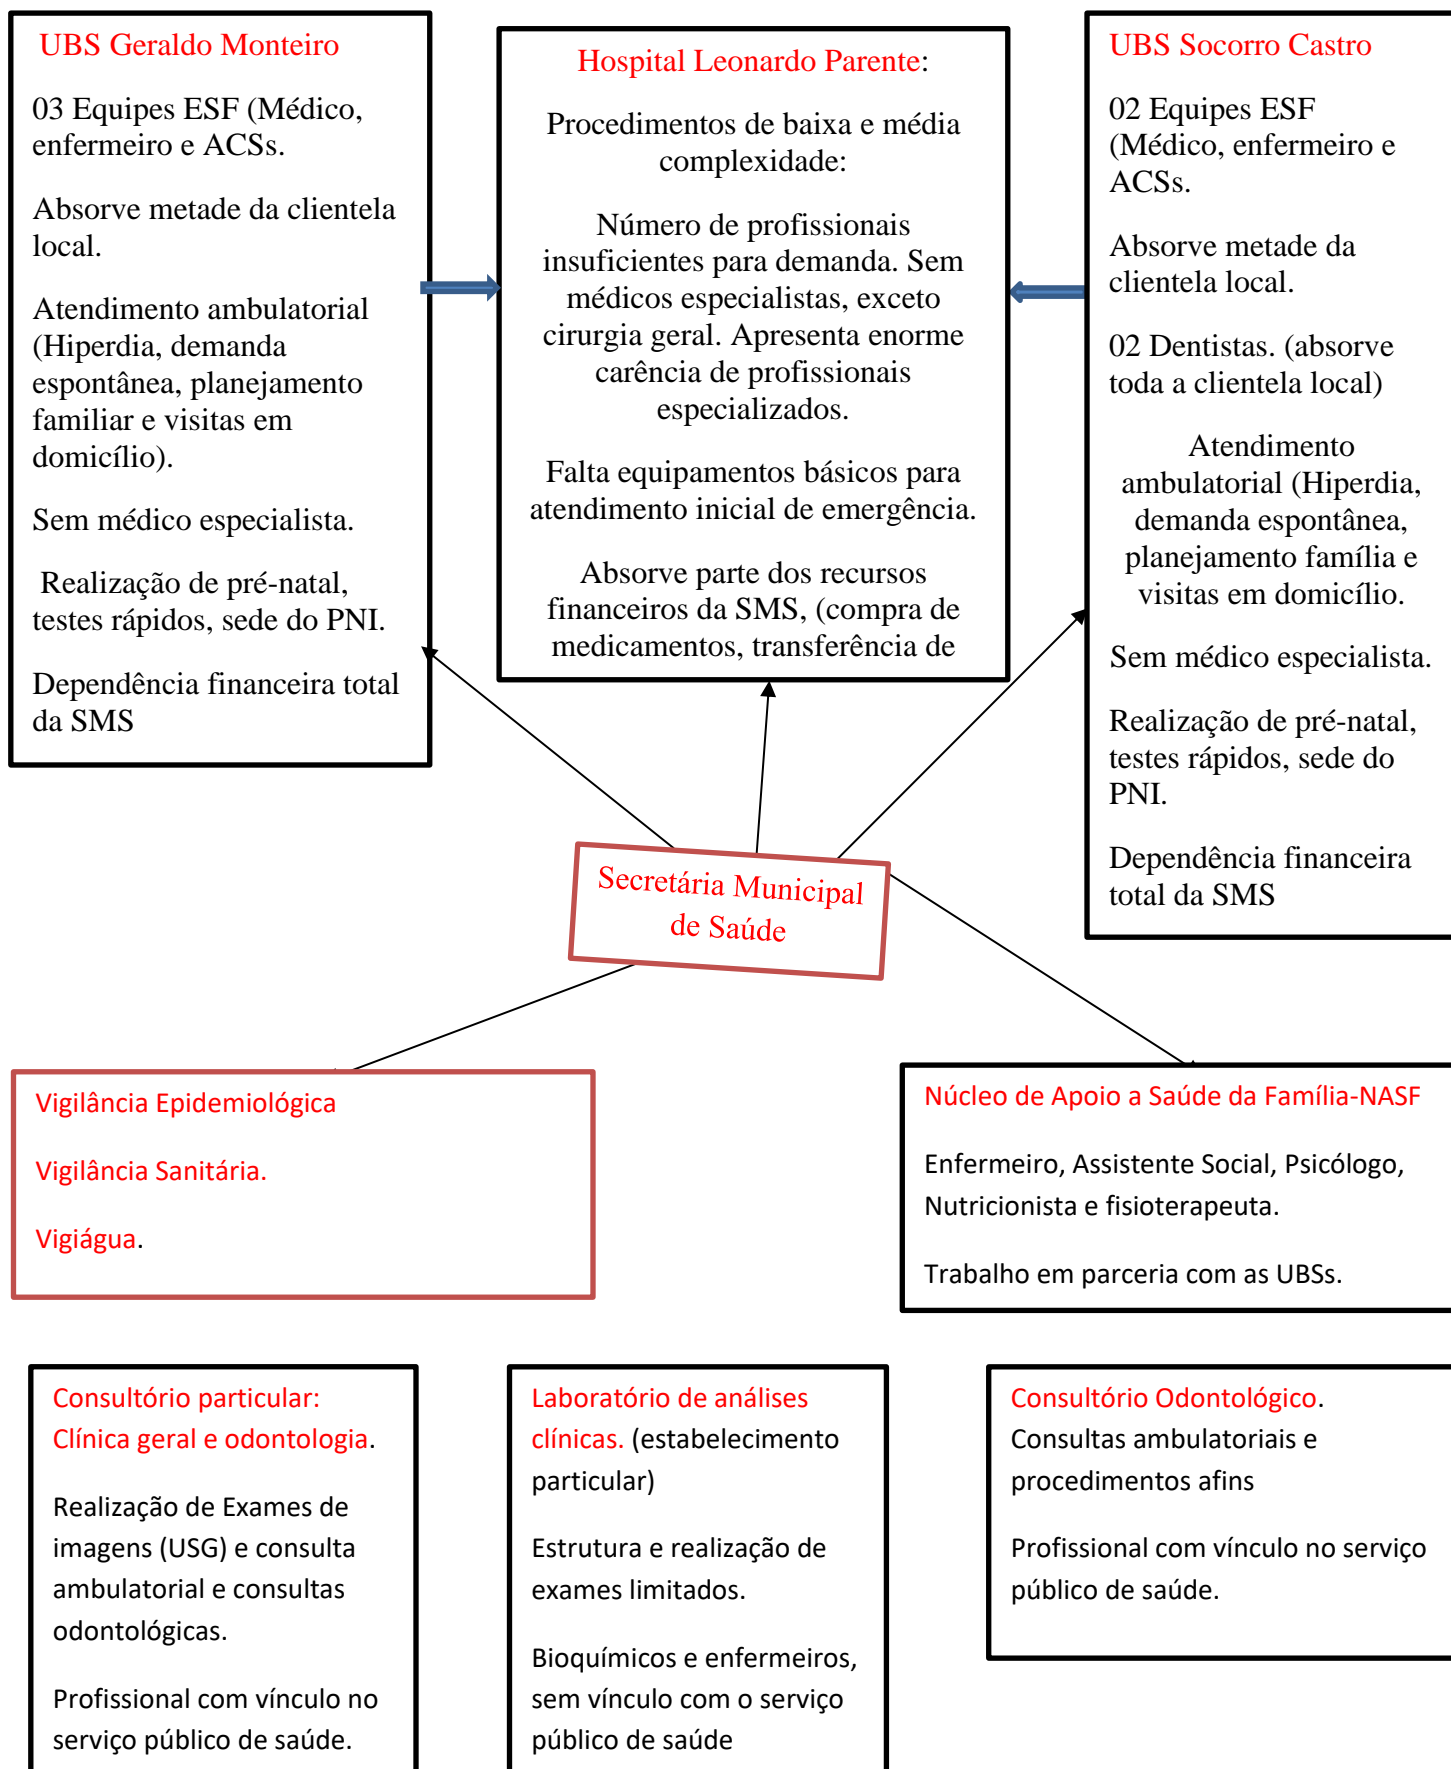 UBS Geraldo Monteiro
03 Equipes ESF (Médico,
enfermeiro e ACSs.
Absorve metade da clientela
local.
Atendimento ambulatorial
(Hiperdia, demanda
espontânea, planejamento
familiar e visitas em
domicílio).
Sem médico especialista.
Realização de pré-natal,
testes rápidos, sede do PNI.
Dependência financeira total
da SMS
Hospital Leonardo Parente:
Procedimentos de baixa e média
complexidade:
Número de profissionais
insuficientes para demanda. Sem
médicos especialistas, exceto
cirurgia geral. Apresenta enorme
carência de profissionais
especializados.
Falta equipamentos básicos para
atendimento inicial de emergência.
Absorve parte dos recursos
financeiros da SMS, (compra de
medicamentos, transferência de
UBS Socorro Castro
02 Equipes ESF
(Médico, enfermeiro e
ACSs.
Absorve metade da
clientela local.
02 Dentistas. (absorve
toda a clientela local)
Atendimento
ambulatorial (Hiperdia,
demanda espontânea,
planejamento família e
visitas em domicílio.
Sem médico especialista.
Realização de pré-natal,
testes rápidos, sede do
PNI.
Dependência financeira
total da SMS
Secretária Municipal
de Saúde
Vigilância Epidemiológica
Vigilância Sanitária.
Vigiágua.
Núcleo de Apoio a Saúde da Família-NASF
Enfermeiro, Assistente Social, Psicólogo,
Nutricionista e fisioterapeuta.
Trabalho em parceria com as UBSs.
Consultório particular:
Clínica geral e odontologia.
Realização de Exames de
imagens (USG) e consulta
ambulatorial e consultas
odontológicas.
Profissional com vínculo no
serviço público de saúde.
Laboratório de análises
clínicas. (estabelecimento
particular)
Estrutura e realização de
exames limitados.
Bioquímicos e enfermeiros,
sem vínculo com o serviço
público de saúde
Consultório Odontológico.
Consultas ambulatoriais e
procedimentos afins
Profissional com vínculo no serviço
público de saúde.